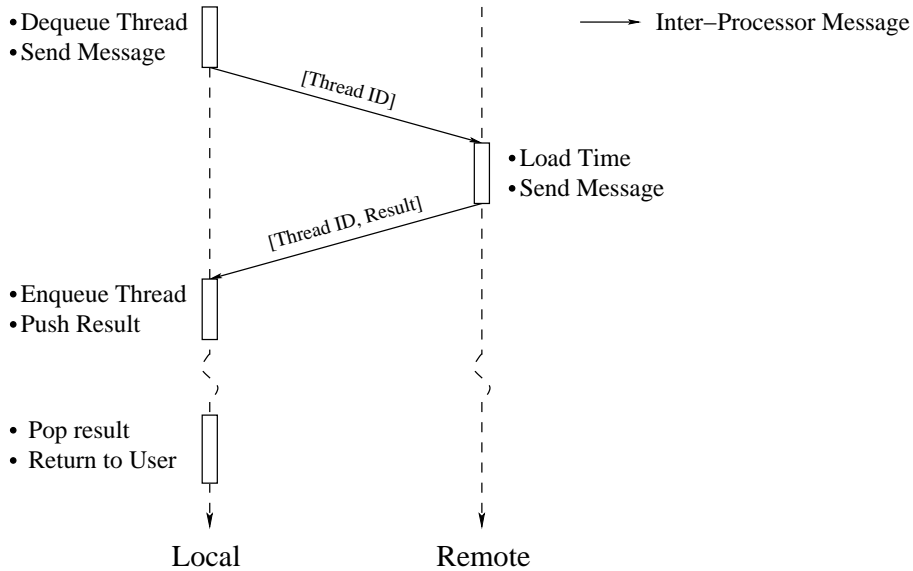 •Dequeue Thread
•Send Message
Inter–Processor Message
[Thread ID]
•Load Time
•Send Message
[Thread ID, Result]
•Enqueue Thread
•Push Result
• Pop result
• Return to User
Local
Remote